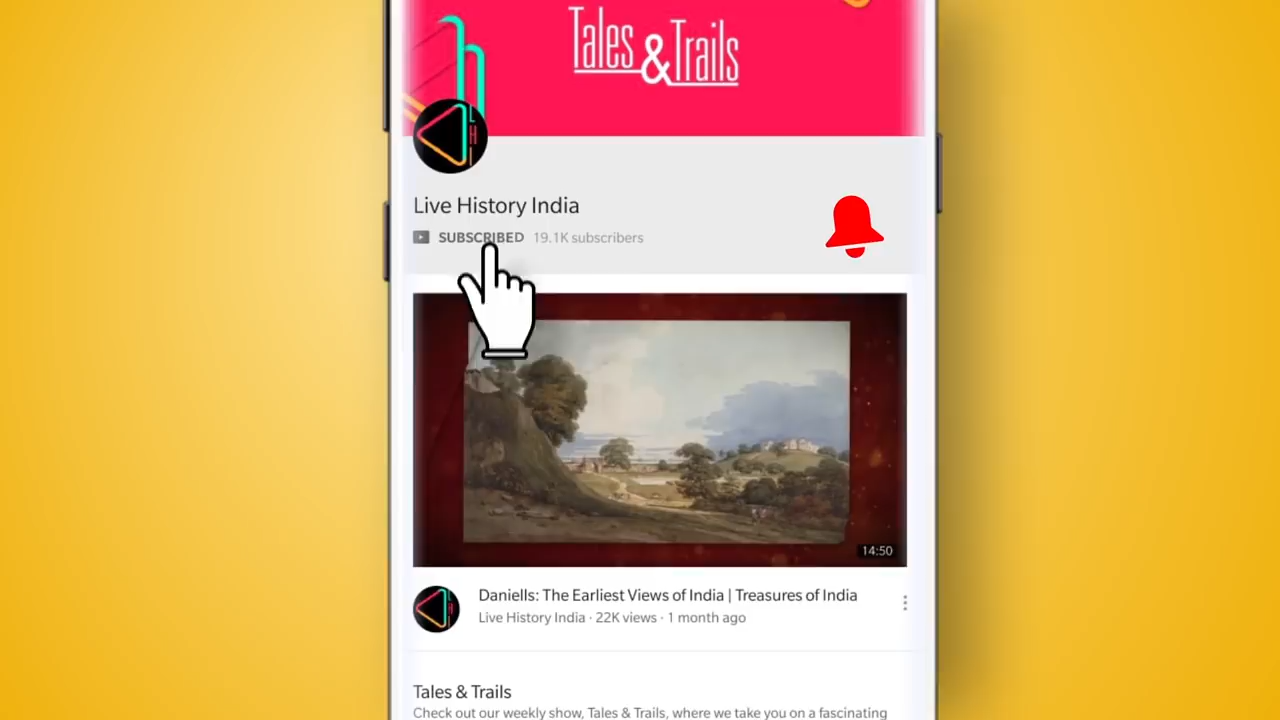 Tales & Trails
LHI
Live History India
SUBSCRIBED 19.1K subscribers
14:50
Daniells: The Earliest Views of India | Treasures of India
Live History India · 22K views · 1 month ago
Tales & Trails
Check out our weekly show, Tales & Trails, where we take you on a fascinating